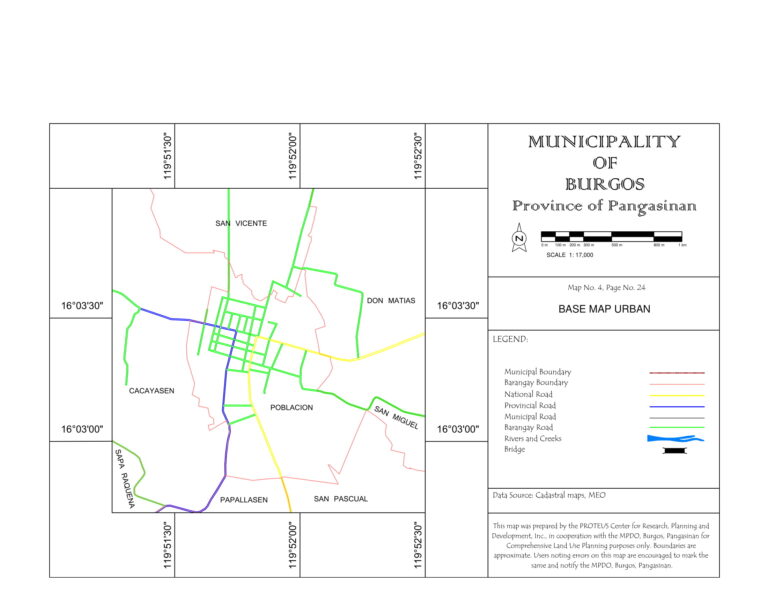 119°51'30"
119°52'00"
119°52'30"
SAN VICENTE
DON MATIAS
16°03'30"
16°03'30"
CACAYASEN
POBLACION
SAN MIGUEL
16°03'00"
16°03'00"
SAPA RAQUENA
PAPALLASEN
SAN PASCUAL
119°51'30"
119°52'00"
119°52'30"
MUNICIPALITY
OF
BURGOS
Province of Pangasinan
N
0 m 100 m 200 m 300 m 500 m 800 m 1 km
SCALE 1: 17,000
Map No. 4, Page No. 24
BASE MAP URBAN
LEGEND:
Municipal Boundary
Barangay Boundary
National Road
Provincial Road
Municipal Road
Barangay Road
Rivers and Creeks
Bridge
Data Source: Cadastral maps, MEO
This map was prepared by the PROTEUS Center for Research, Planning and
Development, Inc., in cooperation with the MPDO, Burgos, Pangasinan for
Comprehensive Land Use Planning purposes only. Boundaries are
approximate. Users noting errors on this map are encouraged to mark the
same and notify the MPDO, Burgos, Pangasinan.